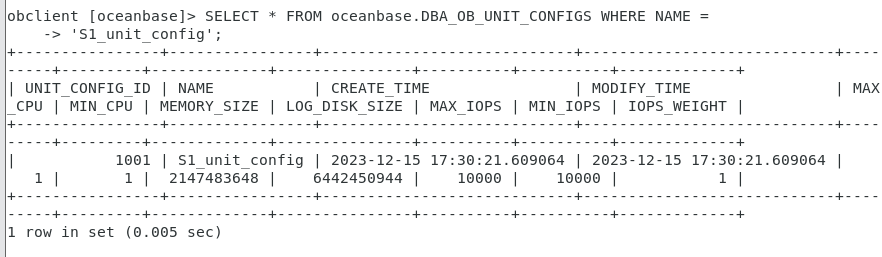 obclient [oceanbase]> SELECT * FROM oceanbase.DBA_OB_UNIT_CONFIGS WHERE NAME =
    -> 'S1_unit_config';
+----------------+----------------+----------------------------+----------------------------+----
-----+---------+-------------+---------------+----------+----------+-------------+
| UNIT_CONFIG_ID | NAME           | CREATE_TIME                | MODIFY_TIME                | MAX
_CPU | MIN_CPU | MEMORY_SIZE | LOG_DISK_SIZE | MAX_IOPS | MIN_IOPS | IOPS_WEIGHT |
+----------------+----------------+----------------------------+----------------------------+----
-----+---------+-------------+---------------+----------+----------+-------------+
|           1001 | S1_unit_config | 2023-12-15 17:30:21.609064 | 2023-12-15 17:30:21.609064 |
   1 |       1 |  2147483648 |    6442450944 |    10000 |    10000 |           1 |
+----------------+----------------+----------------------------+----------------------------+----
-----+---------+-------------+---------------+----------+----------+-------------+
1 row in set (0.005 sec)